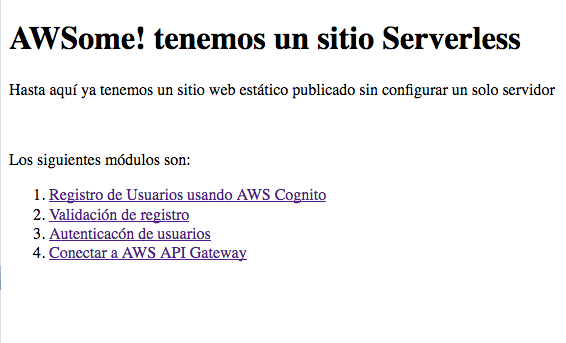 AWSome! tenemos un sitio Serverless
Hasta aquí ya tenemos un sitio web estático publicado sin configurar un solo servidor
Los siguientes módulos son:
1. Registro de Usuarios usando AWS Cognito
2. Validación de registro
3. Autenticacón de usuarios
4. Conectar a AWS API Gateway